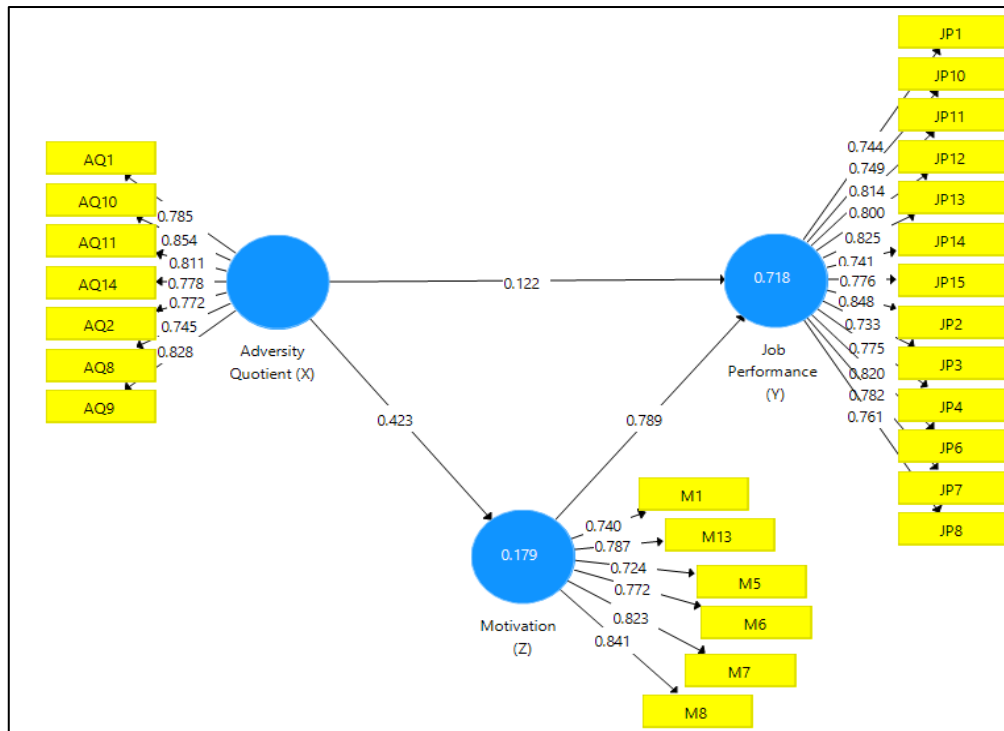 AQ1
AQ10
AQ11
AQ14
AQ2
AQ8
AQ9
0.785
0.854
0.811
0.778
0.772
0.745
0.828
Adversity
Quotient (X)
0.122
0.423
0.789
0.718
Job
Performance
(Y)
0.744
0.749
0.814
0.800
0.825
0.741
0.776
0.848
0.733
0.775
0.820
0.782
0.761
JP1
JP10
JP11
JP12
JP13
JP14
JP15
JP2
JP3
JP4
JP6
JP7
JP8
0.179
Motivation
(Z)
0.740
0.787
0.724
0.772
0.823
0.841
M1
M13
M5
M6
M7
M8